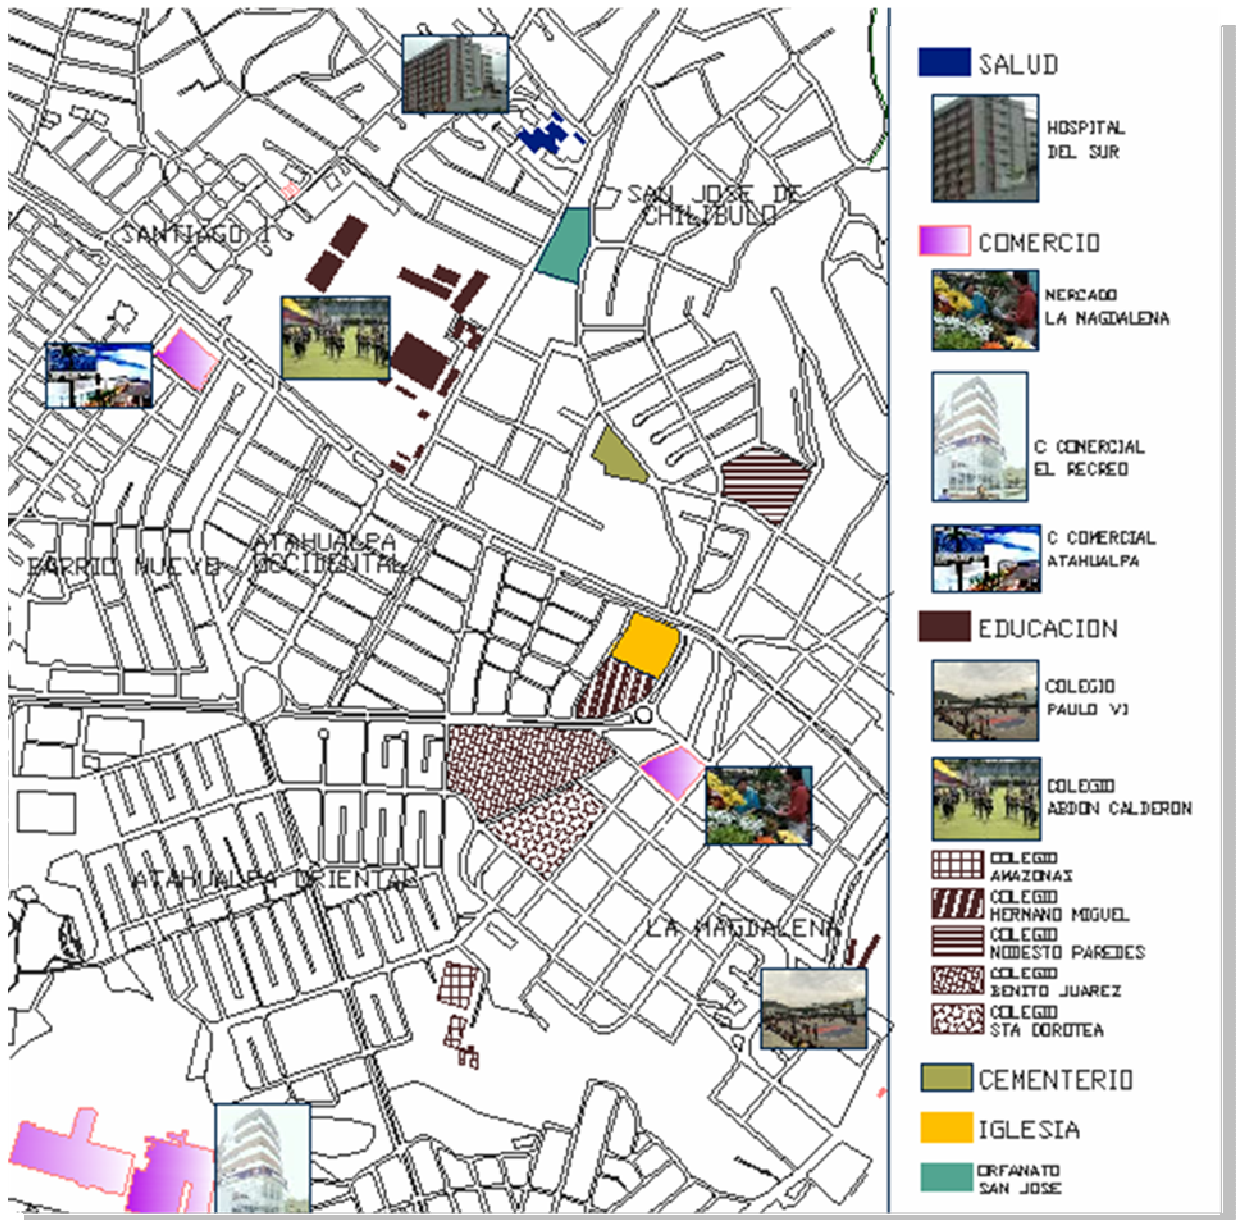 SAN JOSE DE
CHILIBULO
SANTIAGO I
ATAHUALPA
OCCIDENTAL
BARRIO NUEVO
ATAHUALPA ORIENTAL
LA MAGDALENA
SALUD
HOSPITAL
DEL SUR
COMERCIO
MERCADO
LA MAGDALENA
C COMERCIAL
EL RECREO
C COMERCIAL
ATAHUALPA
EDUCACION
COLEGIO
PAULO VI
COLEGIO
ABDON CALDERON
COLEGIO
AMAZONAS
COLEGIO
HERMANO MIGUEL
COLEGIO
MODESTO PAREDES
COLEGIO
BENITO JUAREZ
COLEGIO
STA DOROTEA
CEMENTERIO
IGLESIA
ORFANATO
SAN JOSE